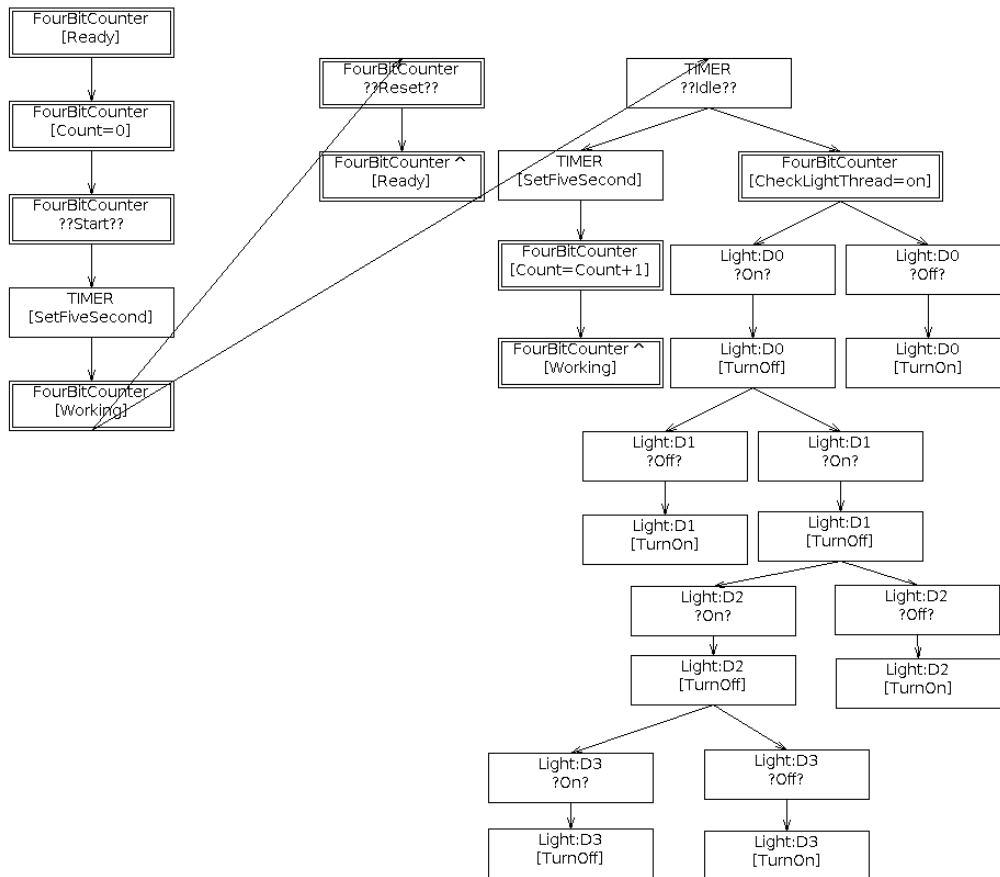 FourBitCounter
[Ready]
FourBitCounter
[Count=0]
FourBitCounter
??Start??
TIMER
[SetFiveSecond]
FourBitCounter
[Working]
FourBitCounter
??Reset??
FourBitCounter ^
[Ready]
TIMER
??Idle??
TIMER
[SetFiveSecond]
FourBitCounter
[Count=Count+1]
FourBitCounter ^
[Working]
FourBitCounter
[CheckLightThread=on]
Light:D0
?On?
Light:D0
?Off?
Light:D0
[TurnOff]
Light:D0
[TurnOn]
Light:D1
?Off?
Light:D1
?On?
Light:D1
[TurnOn]
Light:D1
[TurnOff]
Light:D2
?On?
Light:D2
?Off?
Light:D2
[TurnOff]
Light:D2
[TurnOn]
Light:D3
?On?
Light:D3
?Off?
Light:D3
[TurnOff]
Light:D3
[TurnOn]